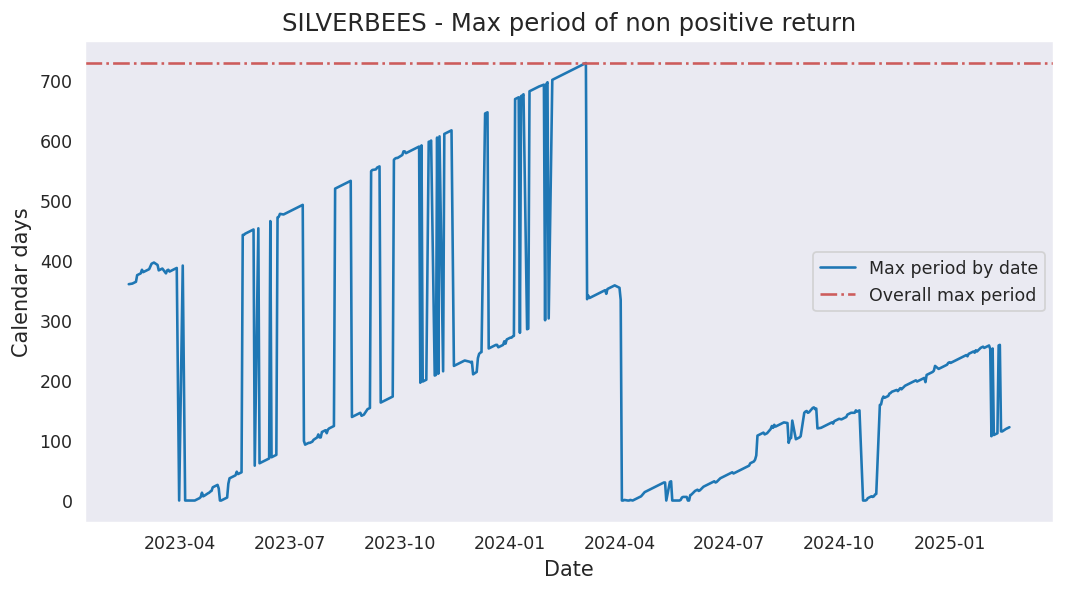 SILVERBEES - Max period of non positive return
Calendar days
700
600
500
400
300
200
100
0
Max period by date
Overall max period
2023-04 2023-07 2023-10 2024-01 2024-04 2024-07 2024-10 2025-01
Date